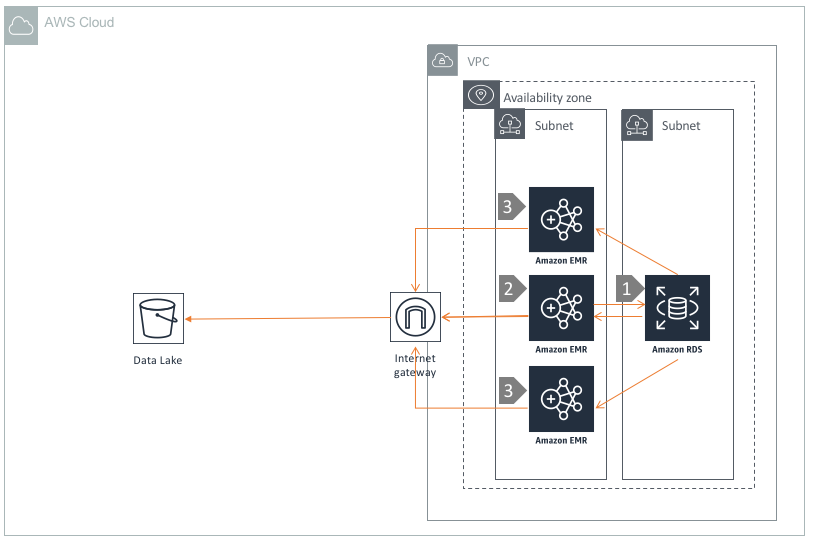 AWS Cloud
VPC
Availability zone
Subnet
Subnet
3
Amazon EMR
2
1
Amazon EMR
Amazon RDS
Data Lake
Internet
gateway
3
Amazon EMR